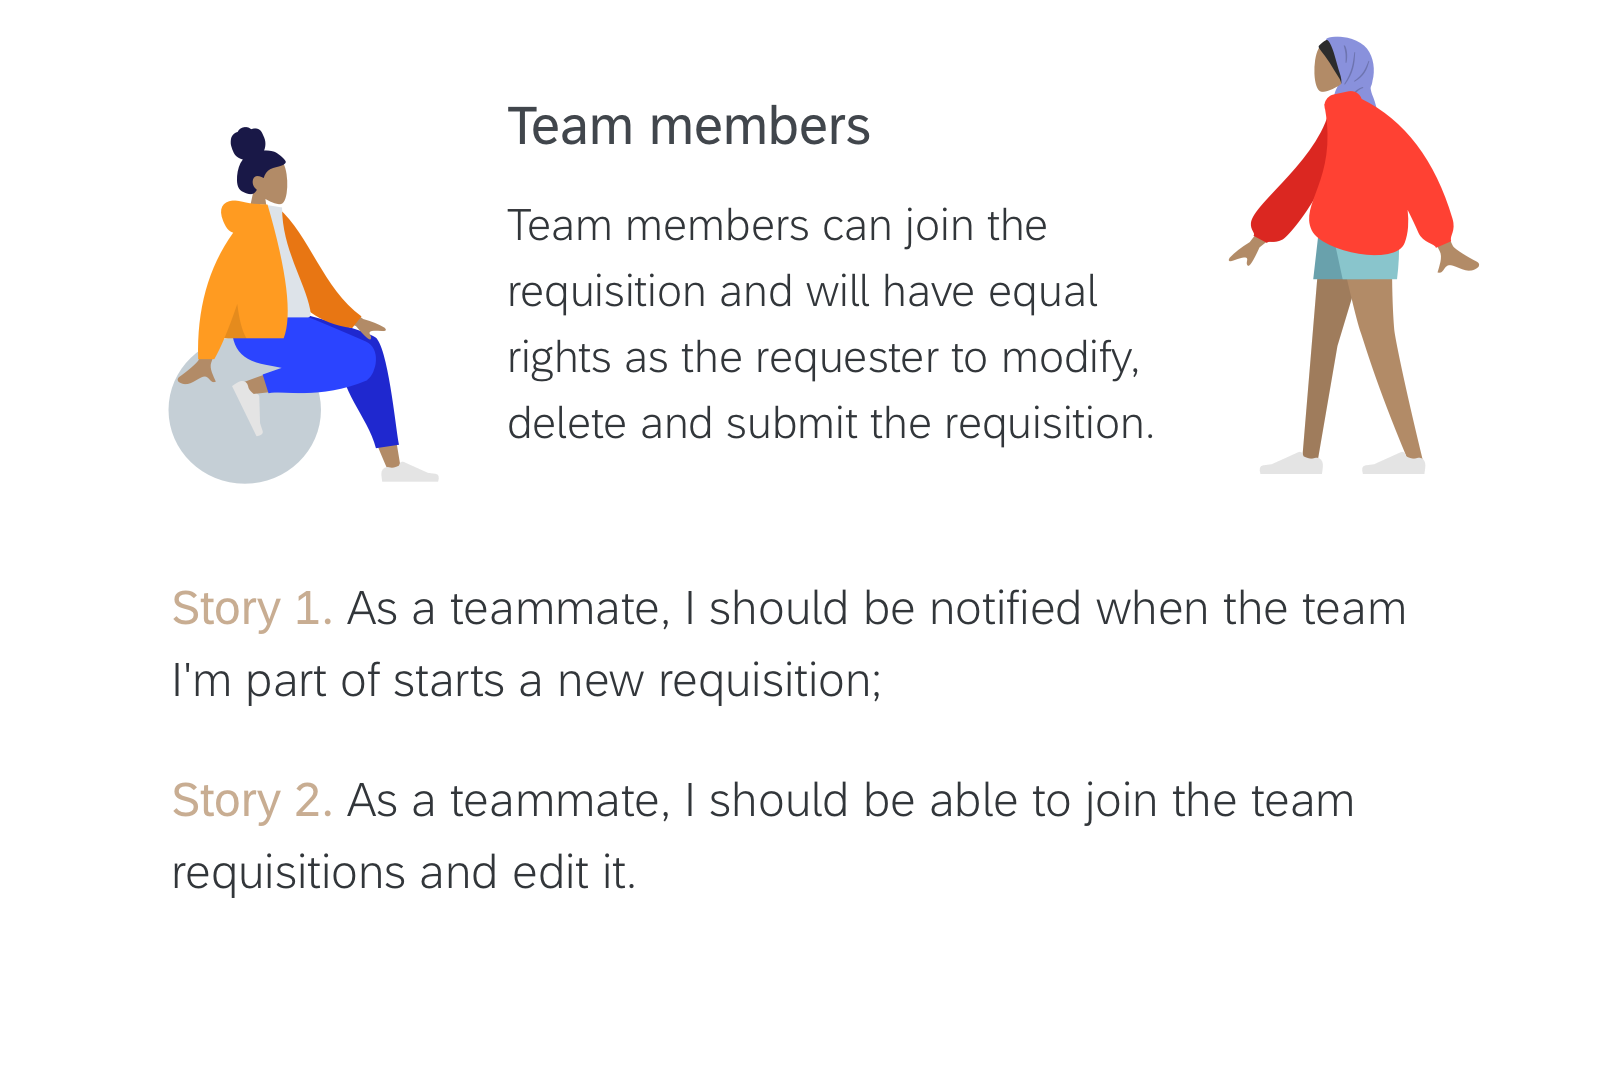 Team members
Team members can join the
requisition and will have equal
rights as the requester to modify,
delete and submit the requisition.
Story 1. As a teammate, I should be notified when the team
I'm part of starts a new requisition;
Story 2. As a teammate, I should be able to join the team
requisitions and edit it.